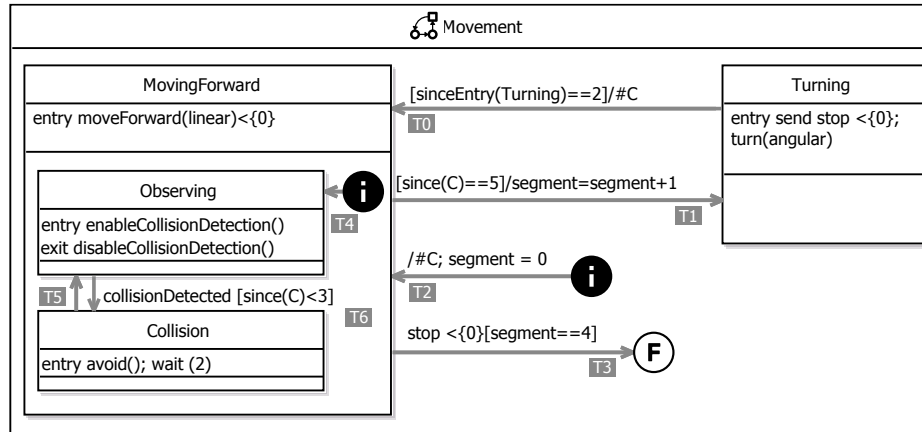 Movement
MovingForward
entry moveForward(linear)<{0}
Observing
entry enableCollisionDetection()
exit disableCollisionDetection()
i
T4
T5
collisionDetected [since(C)<3]
T6
Collision
entry avoid(); wait (2)
[sinceEntry(Turning)==2]/#C
T0
[since(C)==5]/segment=segment+1
T1
/#C; segment = 0
i
T2
stop <{0}[segment==4]
F
T3
Turning
entry send stop <{0};
turn(angular)